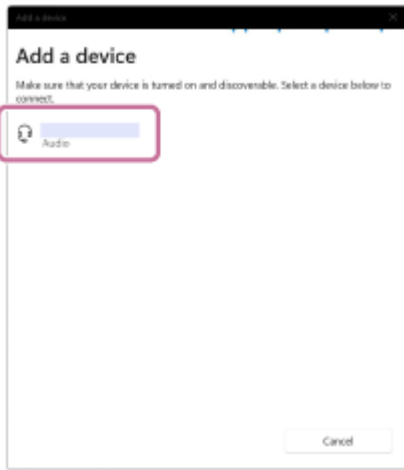 Add a device
Add a device
Make sure that your device is turned on and discoverable. Select a device below to
connect.
Audio
Cancel